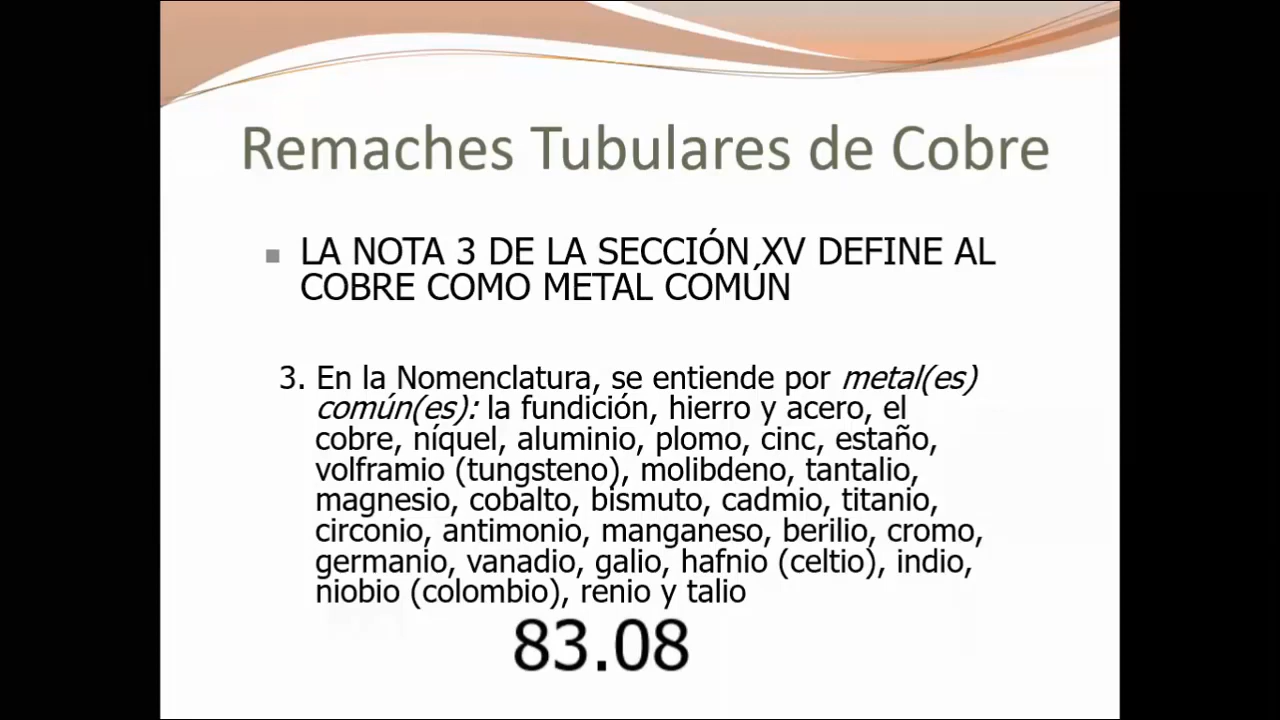 Remaches Tubulares de Cobre
LA NOTA 3 DE LA SECCIÓN XV DEFINE AL
COBRE COMO METAL COMÚN
3. En la Nomenclatura, se entiende por metal(es)
común(es): la fundición, hierro y acero, el
cobre, níquel, aluminio, plomo, cinc, estaño,
volframio (tungsteno), molibdeno, tantalio,
magnesio, cobalto, bismuto, cadmio, titanio,
circonio, antimonio, manganeso, berilio, cromo,
germanio, vanadio, galio, hafnio (celtio), indio,
niobio (colombio), renio y talio
83.08